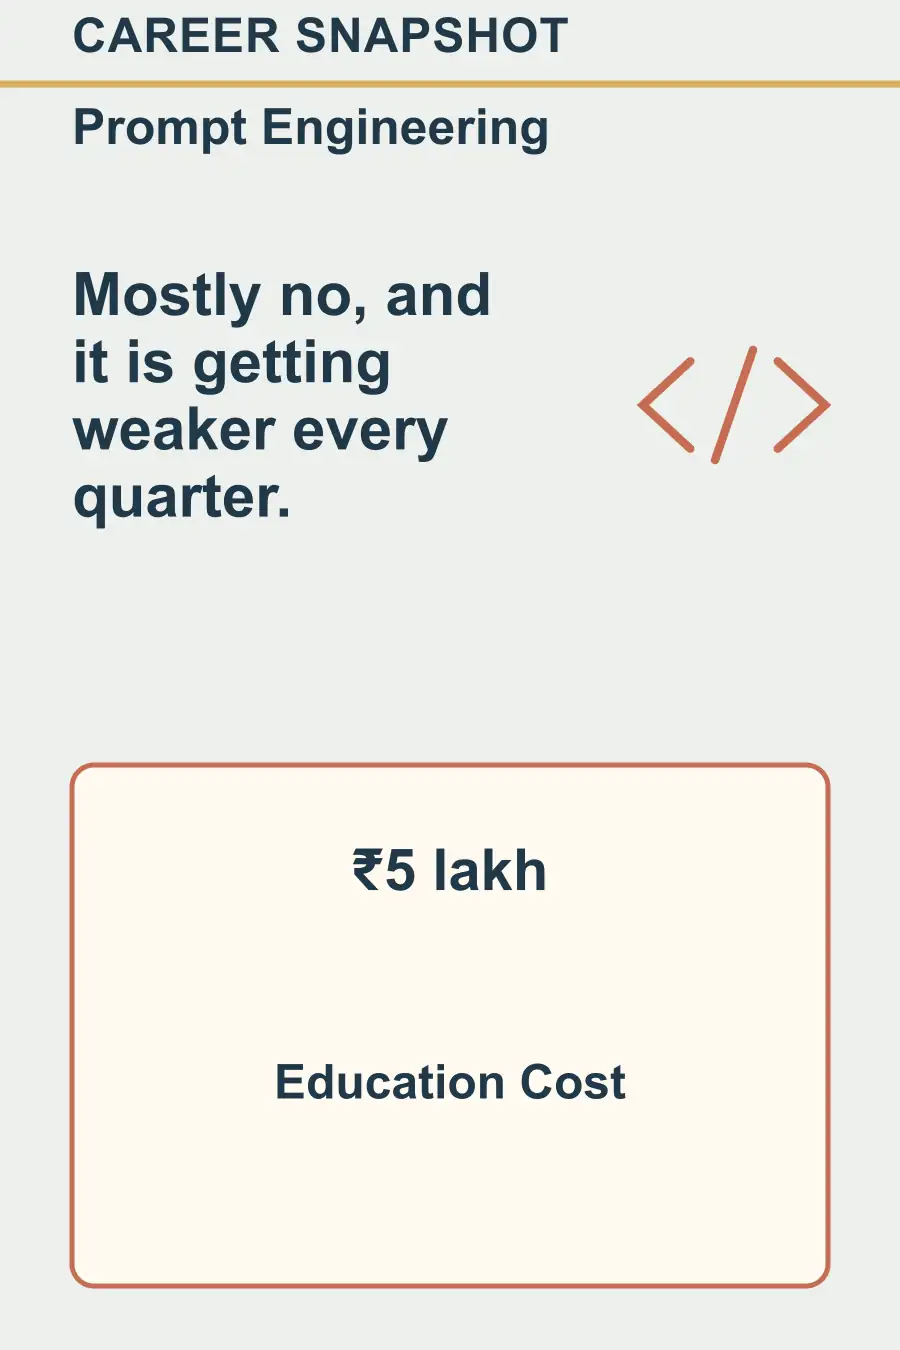 CAREER SNAPSHOT
Prompt Engineering
Mostly no, and
it is getting
weaker every
quarter.
₹5 lakh
Education Cost